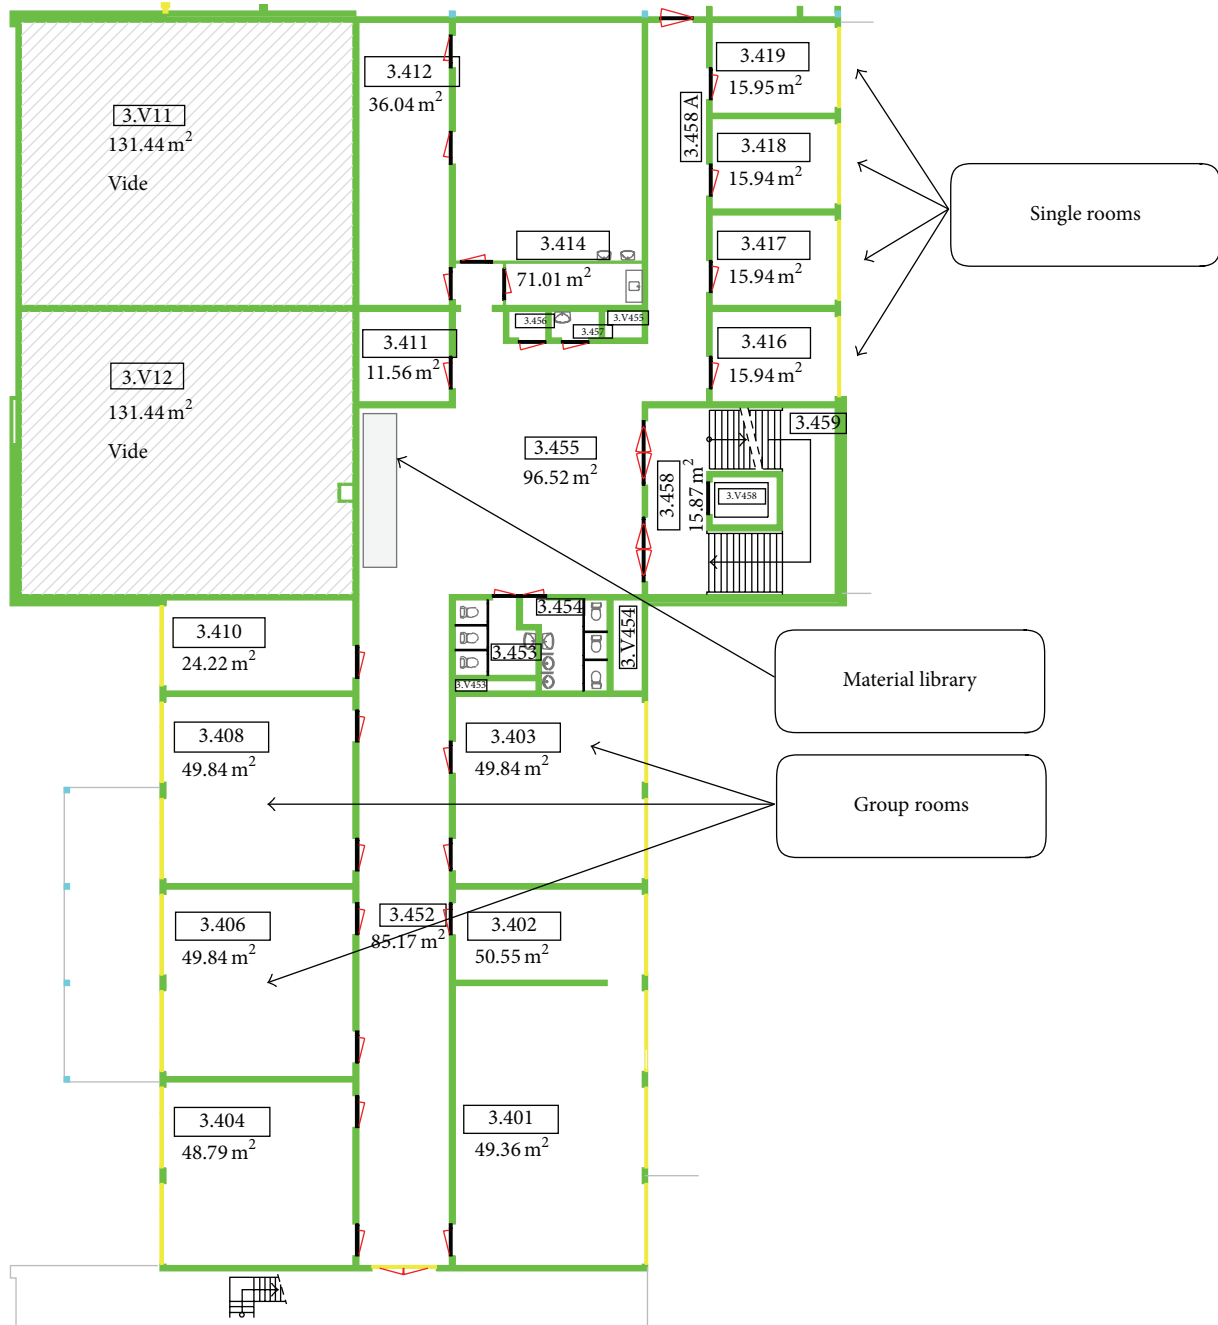 3.V11
131.44 m²
Vide
3.412
36.04 m²
3.414
71.01 m²
3.458 A
3.419
15.95 m²
3.418
15.94 m²
3.417
15.94 m²
3.416
15.94 m²
Single rooms
3.V12
131.44 m²
Vide
3.411
11.56 m²
3.456
3.457
3.V455
3.455
96.52 m²
3.458
15.87 m²
3.459
3.V458
3.410
24.22 m²
3.454
3.453
3.V453
3.V454
Material library
3.408
49.84 m²
3.403
49.84 m²
Group rooms
3.406
49.84 m²
3.452
85.17 m²
3.402
50.55 m²
3.404
48.79 m²
3.401
49.36 m²